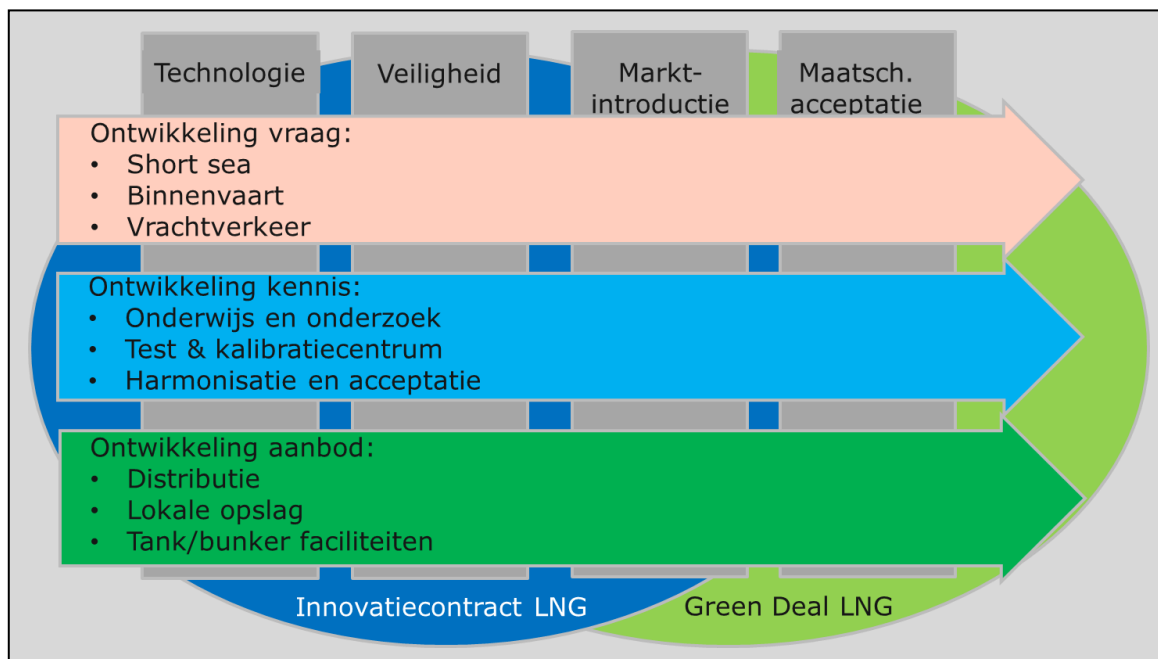 Technologie
Veiligheid
Markt-
introductie
Maatsch.
acceptatie
Ontwikkeling vraag:
• Short sea
• Binnenvaart
• Vrachtverkeer
Ontwikkeling kennis:
• Onderwijs en onderzoek
• Test & kalibratiecentrum
• Harmonisatie en acceptatie
Ontwikkeling aanbod:
• Distributie
• Lokale opslag
• Tank/bunker faciliteiten
Innovatiecontract LNG
Green Deal LNG